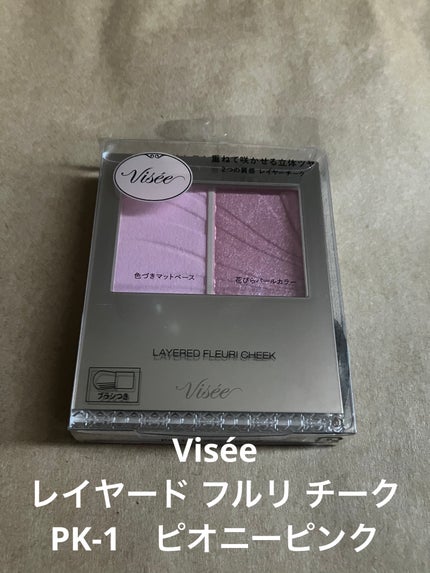 重ねて咲かせる立体ツヤ
2つの質感 レイヤーチーク
Visée
色づきマットベース
花びらパールカラー
LAYERED FLEURI CHEEK
Visée
ブラシつき
Visée
レイヤード フルリ チーク
PK-1 ピオニーピンク